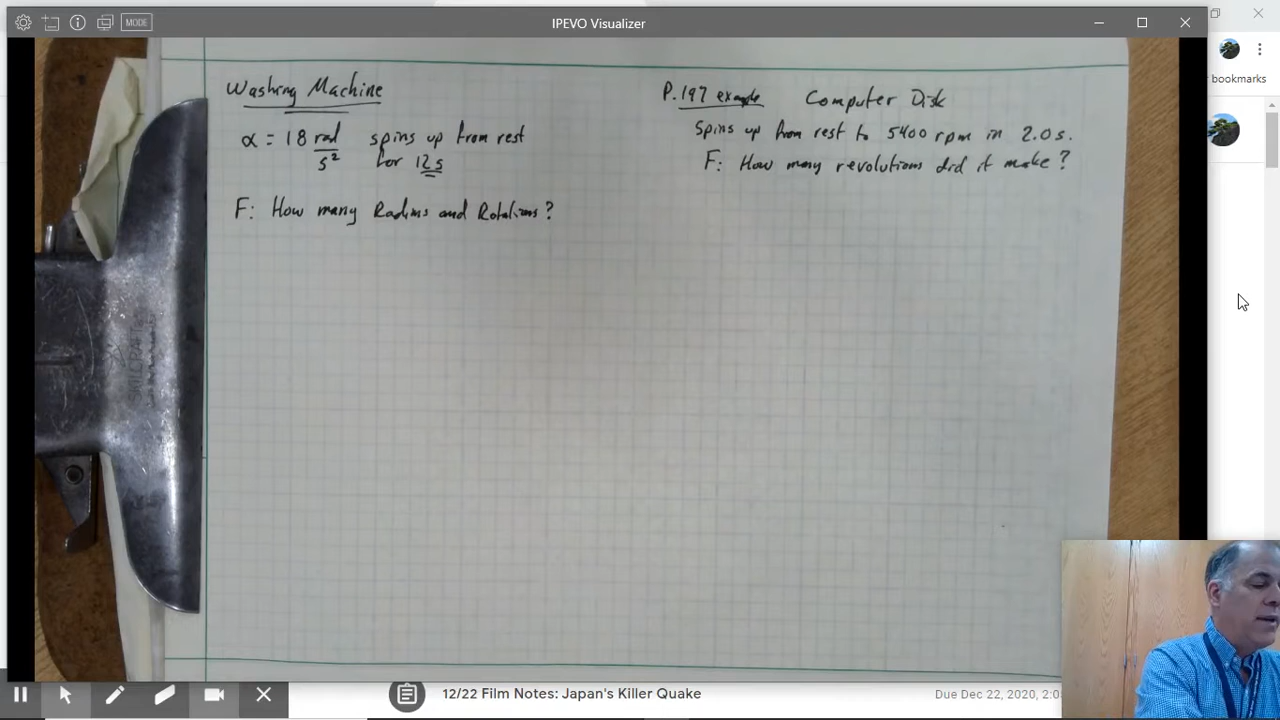 IPEVO Visualizer
MODE
bookmarks
Washing Machine
α = 18 rad/s² spins up from rest
for 12s
F: How many Radians and Rotations?
P.197 example Computer Disk
Spins up from rest to 5400 rpm in 2.0 s.
F: How many revolutions did it make?
12/22 Film Notes: Japan's Killer Quake
Due Dec 22, 2020, 2:0